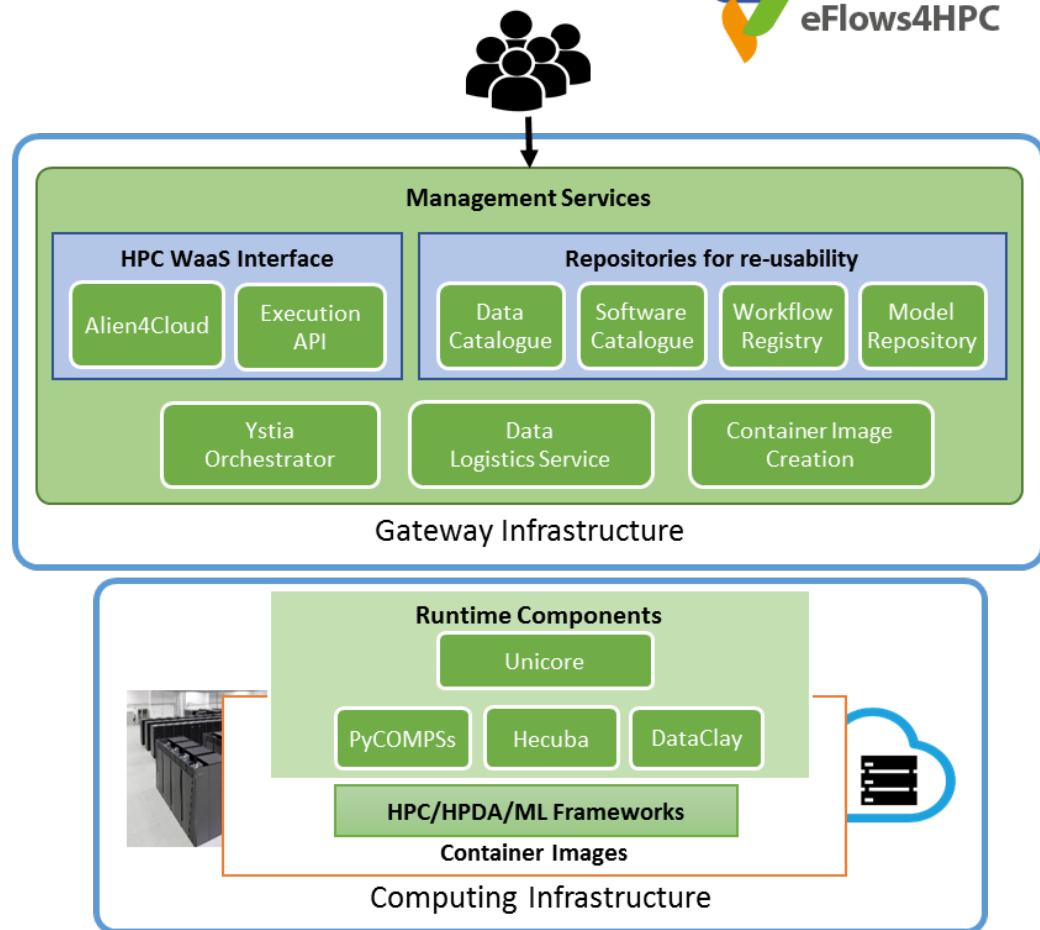 eFlows4HPC
Management Services
HPC WaaS Interface
Alien4Cloud
Execution
API
Repositories for re-usability
Data
Catalogue
Software
Catalogue
Workflow
Registry
Model
Repository
Ystia
Orchestrator
Data
Logistics Service
Container Image
Creation
Gateway Infrastructure
Runtime Components
Unicore
PyCOMPSs
Hecuba
DataClay
HPC/HPDA/ML Frameworks
Container Images
Computing Infrastructure